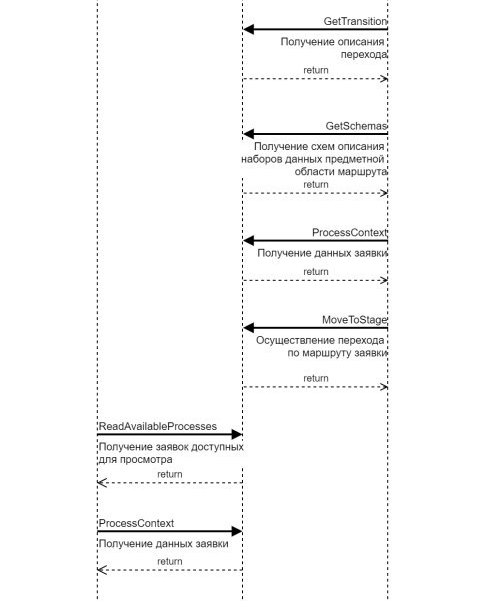 GetTransition
Получение описания
перехода
return
GetSchemas
Получение схем описания
наборов данных предметной
области маршрута
return
ProcessContext
Получение данных заявки
return
MoveToStage
Осуществление перехода
по маршруту заявки
return
ReadAvailableProcesses
Получение заявок доступных
для просмотра
return
ProcessContext
Получение данных заявки
return